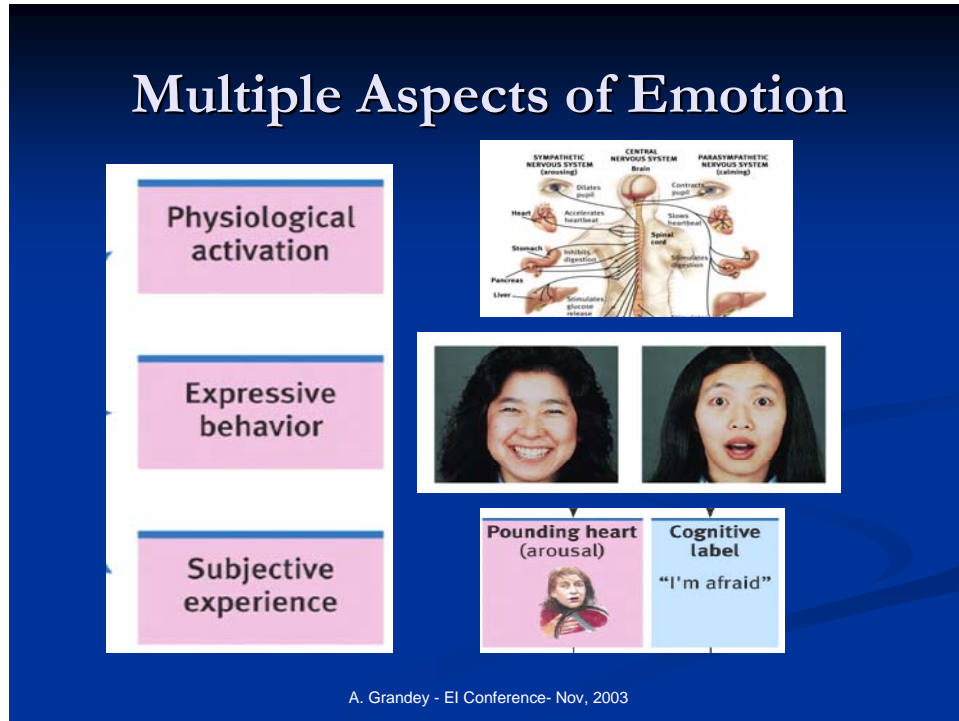 Multiple Aspects of Emotion
Physiological
activation
Expressive
behavior
Subjective
experience
SYMPATHETIC
NERVOUS SYSTEM
(arousing)
CENTRAL
NERVOUS SYSTEM
Brain
PARASYMPATHETIC
NERVOUS SYSTEM
(calming)
Dilates
pupil
Contracts
pupil
Heart
Accelerates
heartbeat
Slows
heartbeat
Spinal
cord
Stomach
Inhibits
digestion
Stimulates
digestion
Pancreas
Liver
Stimulates
glucose
release
Pounding heart
(arousal)
Cognitive
label
“I'm afraid”
A. Grandey - EI Conference- Nov, 2003